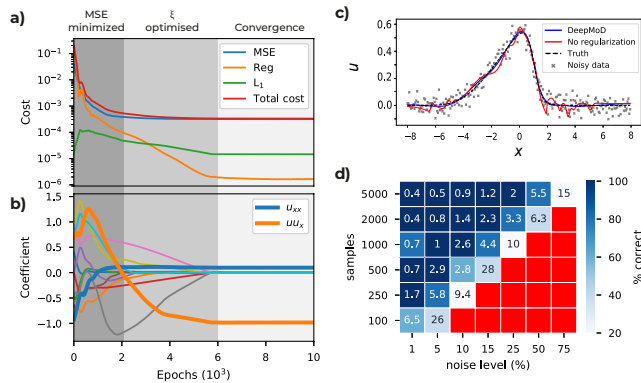 a)
MSE
minimized
ξ
optimised
Convergence
10⁻¹
10⁻²
10⁻³
10⁻⁴
10⁻⁵
10⁻⁶
Cost
MSE
Reg
L₁
Total cost
b)
1.5
1.0
0.5
0.0
−0.5
−1.0
Coefficient
u_xx
uu_x
0 2 4 6 8 10
Epochs (10³)
c)
DeepMoD
No regularization
Truth
Noisy data
0.6
0.4
0.2
0.0
u
−8 −6 −4 −2 0 2 4 6 8
x
d)
5000 0.4 0.5 0.9 1.2 2 5.5 15
2000 0.4 0.8 1.4 2.3 3.3 6.3
1000 0.7 1 2.6 4.4 10
500 0.7 2.9 2.8 28
250 1.7 5.8 9.4
100 6.5 26
samples
1 5 10 15 25 50 75
noise level (%)
100
80
60
40
20
% correct